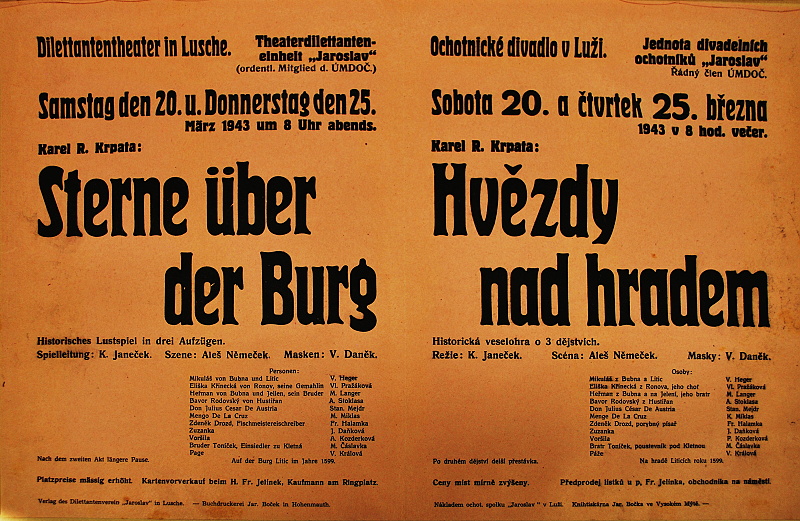 Dilettantentheater in Lusche.
Theaterdilettanten-
einheit „Jaroslav“
(ordentl. Mitglied d. ÚMDOČ.)
Samstag den 20. u. Donnerstag den 25.
März 1943 um 8 Uhr abends.
Karel R. Krpata:
Sterne über
der Burg
Historisches Lustspiel in drei Aufzügen.
Spielleitung: K. Janeček. Szene: Aleš Němeček. Masken: V. Daněk.
Personen:
Mikuláš von Bubna und Litic V. Heger
Eliška Křinecká von Ronov, seine Gemahlin Vl. Pražáková
Heřman von Bubna und Jelien, sein Bruder M. Langer
Bavor Rodovský von Hustiřan A. Stoklasa
Don Julius Cesar De Austria Stan. Mejdr
Mengo De La Cruz M. Miklas
Zdeněk Drozd, Fischmeistereischreiber Fr. Halamka
Zuzanka J. Daňková
Voršila A. Kozderková
Bruder Toníček, Einsiedler zu Kletná M. Čáslavka
Page V. Králová
Nach dem zweiten Akt längere Pause. Auf der Burg Litic im Jahre 1599.
Platzpreise mässig erhöht. Kartenvorverkauf beim H. Fr. Jelínek, Kaufmann am Ringplatz.
Verlag des Dilettantenverein „Jaroslav“ in Lusche. — Buchdruckerei Jar. Boček in Hohenmauth.
Ochotnické divadlo v Luži.
Jednota divadelních
ochotníků „Jaroslav“
Řádný člen ÚMDOČ.
Sobota 20. a čtvrtek 25. března
1943 v 8 hod. večer.
Karel R. Krpata:
Hvězdy
nad hradem
Historická veselohra o 3 dějstvích.
Režie: K. Janeček. Scéna: Aleš Němeček. Masky: V. Daněk.
Osoby:
Mikuláš z Bubna a Litic V. Heger
Eliška Křinecká z Ronova, jeho choť Vl. Pražáková
Heřman z Bubna a na Jelení, jeho bratr M. Langer
Bavor Rodovský z Hustiřan A. Stoklasa
Don Julius Cesar De Austria Stan. Mejdr
Menge De La Cruz K. Miklas
Zdeněk Drozd, porybný písař Fr. Halamka
Zuzanka J. Daňková
Voršila P. Kozderková
Bratr Toníček, poustevník pod Kletnou M. Čáslavka
Páže V. Králová
Po druhém dějství delší přestávka. Na hradě Liticích roku 1599.
Ceny míst mírně zvýšeny. Předprodej lístků u p. Fr. Jelínka, obchodníka na náměstí.
Nákladem ochot. spolku „Jaroslav“ v Luži. Knihtiskárna Jar. Bočka ve Vysokém Mýtě. —